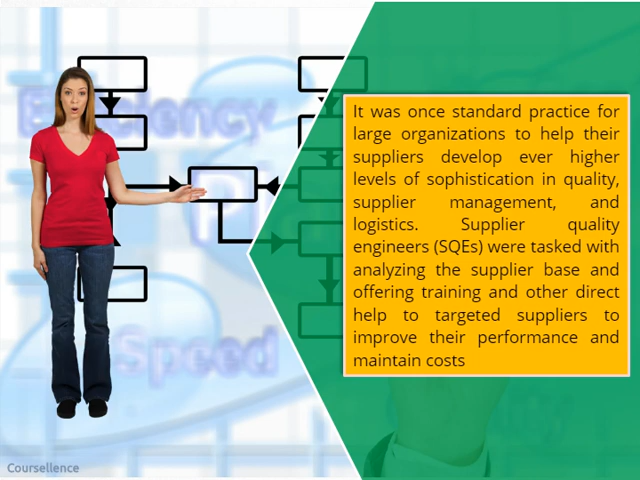 Efficiency
Speed
It was once standard practice for
large organizations to help their
suppliers develop ever higher
levels of sophistication in quality,
supplier management, and
logistics. Supplier quality
engineers (SQEs) were tasked with
analyzing the supplier base and
offering training and other direct
help to targeted suppliers to
improve their performance and
maintain costs
Coursellence